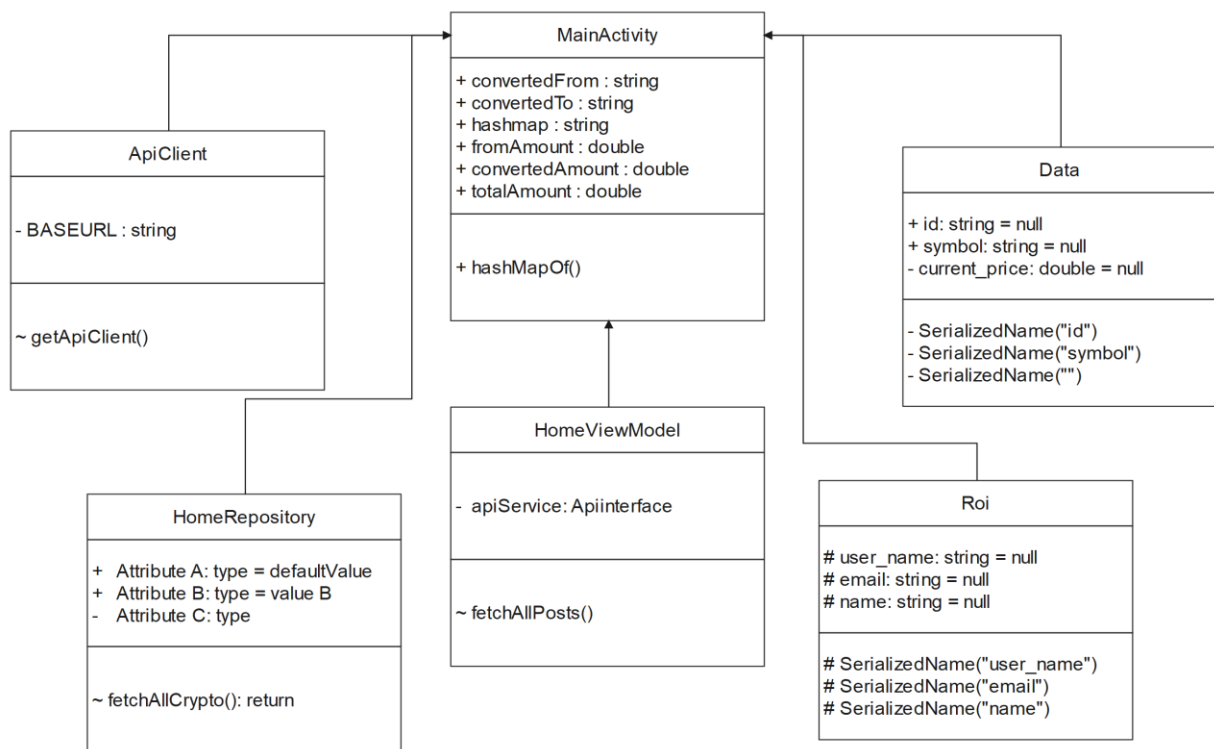 MainActivity
+ convertedFrom : string
+ convertedTo : string
+ hashmap : string
+ fromAmount : double
+ convertedAmount : double
+ totalAmount : double
+ hashMapOf()
ApiClient
- BASEURL : string
~ getApiClient()
Data
+ id: string = null
+ symbol: string = null
- current_price: double = null
- SerializedName("id")
- SerializedName("symbol")
- SerializedName("")
HomeViewModel
- apiService: Apiinterface
~ fetchAllPosts()
HomeRepository
+ Attribute A: type = defaultValue
+ Attribute B: type = value B
- Attribute C: type
~ fetchAllCrypto(): return
Roi
# user_name: string = null
# email: string = null
# name: string = null
# SerializedName("user_name")
# SerializedName("email")
# SerializedName("name")